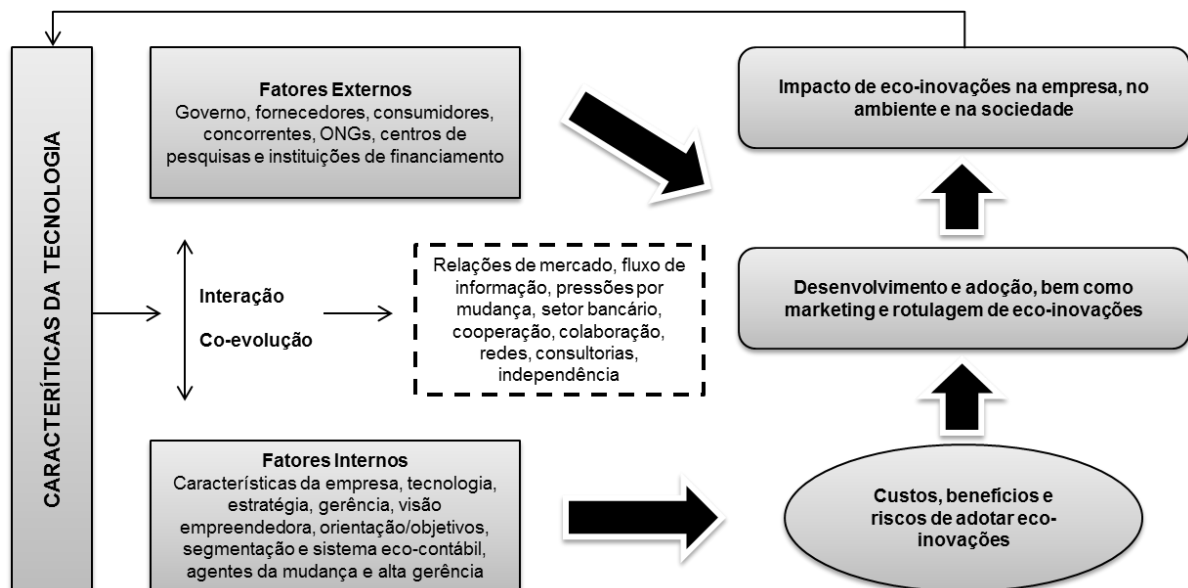 CARACTERÍTICAS DA TECNOLOGIA
Fatores Externos
Governo, fornecedores, consumidores,
concorrentes, ONGs, centros de
pesquisas e instituições de financiamento
Interação
Co-evolução
Relações de mercado, fluxo de
informação, pressões por
mudança, setor bancário,
cooperação, colaboração,
redes, consultorias,
independência
Fatores Internos
Características da empresa, tecnologia,
estratégia, gerência, visão
empreendedora, orientação/objetivos,
segmentação e sistema eco-contábil,
agentes da mudança e alta gerência
Impacto de eco-inovações na empresa, no
ambiente e na sociedade
Desenvolvimento e adoção, bem como
marketing e rotulagem de eco-inovações
Custos, benefícios e
riscos de adotar eco-
inovações